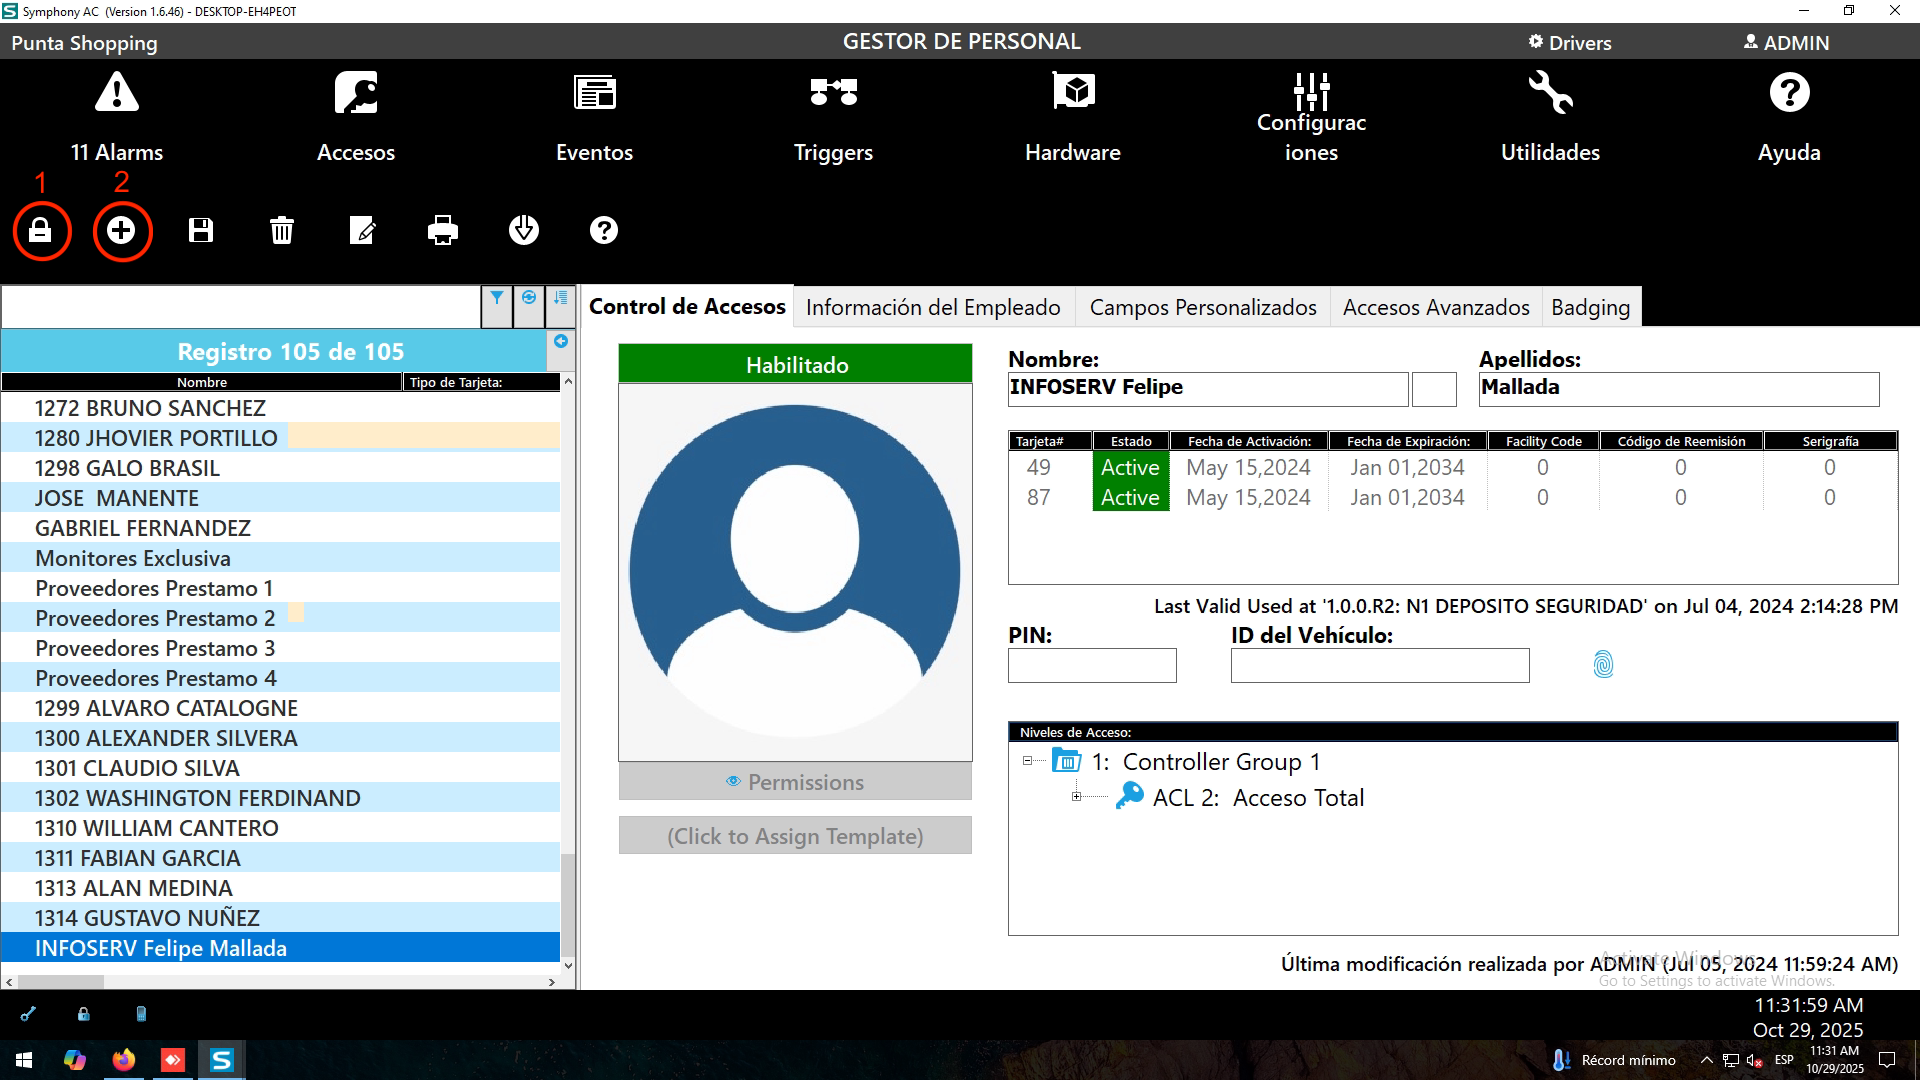 Symphony AC (Version 1.6.46) - DESKTOP-EH4PEOT
Punta Shopping
GESTOR DE PERSONAL
Drivers
ADMIN
11 Alarms
Accesos
Eventos
Triggers
Hardware
Configurac
iones
Utilidades
Ayuda
1
2
Control de Accesos
Información del Empleado
Campos Personalizados
Accesos Avanzados
Badging
Registro 105 de 105
Nombre
Tipo de Tarjeta:
1272 BRUNO SANCHEZ
1280 JHOVIER PORTILLO
1298 GALO BRASIL
JOSE  MANENTE
GABRIEL FERNANDEZ
Monitores Exclusiva
Proveedores Prestamo 1
Proveedores Prestamo 2
Proveedores Prestamo 3
Proveedores Prestamo 4
1299 ALVARO CATALOGNE
1300 ALEXANDER SILVERA
1301 CLAUDIO SILVA
1302 WASHINGTON FERDINAND
1310 WILLIAM CANTERO
1311 FABIAN GARCIA
1313 ALAN MEDINA
1314 GUSTAVO NUÑEZ
INFOSERV Felipe Mallada
Habilitado
Permissions
(Click to Assign Template)
Nombre:
Apellidos:
INFOSERV Felipe
Mallada
Tarjeta# Estado Fecha de Activación: Fecha de Expiración: Facility Code Código de Reemisión Serigrafía
49 Active May 15,2024 Jan 01,2034 0 0 0
87 Active May 15,2024 Jan 01,2034 0 0 0
Last Valid Used at '1.0.0.R2: N1 DEPOSITO SEGURIDAD' on Jul 04, 2024 2:14:28 PM
PIN:
ID del Vehículo:
Niveles de Acceso:
1: Controller Group 1
ACL 2: Acceso Total
Activate Windows
Última modificación realizada por ADMIN (Jul 05, 2024 11:59:24 AM)
Go to Settings to activate Windows.
11:31:59 AM
Oct 29, 2025
Récord mínimo
ESP
11:31 AM
10/29/2025